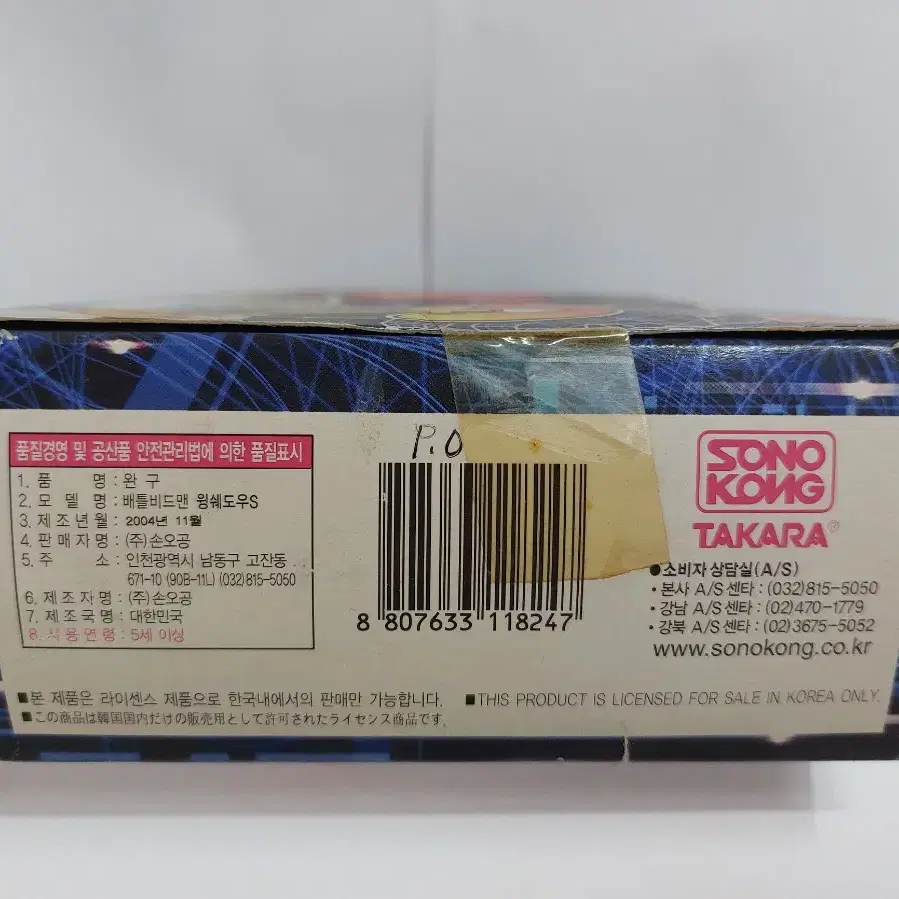 품질경영 및 공산품 안전관리법에 의한 품질표시
1. 품 명 : 완 구
2. 모 델 명 : 배틀비드맨 윙쉐도우S
3. 제 조 년 월 : 2004년 11월
4. 판 매 자 명 : (주) 손오공
5. 주 소 : 인천광역시 남동구 고잔동
671-10 (90B-11L) (032)815-5050
6. 제 조 자 명 : (주) 손오공
7. 제 조 국 명 : 대한민국
8. 사 용 연 령 : 5세 이상
P.O
8 807633 118247
SONO
KONG
TAKARA®
●소비자 상담실(A/S)
· 본사 A/S 센타 : (032)815-5050
· 강남 A/S 센타 : (02)470-1779
· 강북 A/S 센타 : (02)3675-5052
www.sonokong.co.kr
■본 제품은 라이센스 제품으로 한국내에서의 판매만 가능합니다.
■THIS PRODUCT IS LICENSED FOR SALE IN KOREA ONLY.
■この商品は韓国国内だけの販売用として許可されたライセンス商品です。